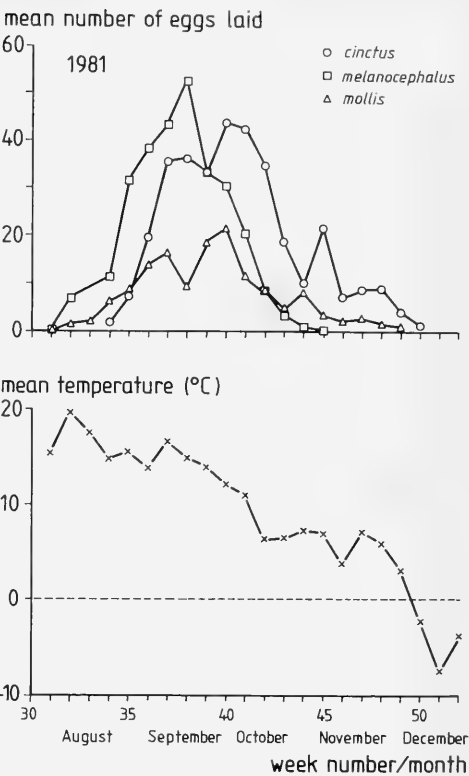 mean number of eggs laid
60
1981
cinctus
melanocephalus
mollis
40
20
0
mean temperature (°C)
20
10
0
-10
30 35 40 45 50
August September October November December
week number/month